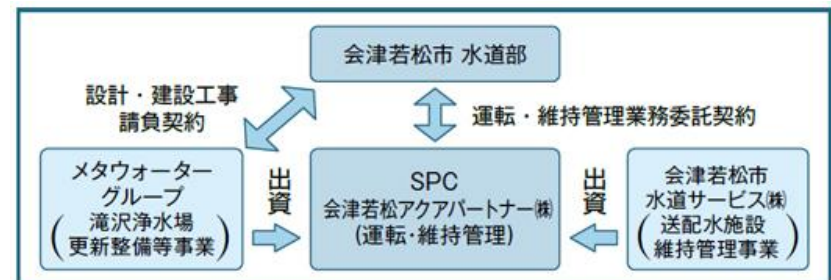 会津若松市 水道部
設計・建設工事
請負契約
運転・維持管理業務委託契約
メタウォーター
グループ
(滝沢浄水場
更新整備等事業)
出資
SPC
会津若松アクアパートナー㈱
(運転・維持管理)
出資
会津若松市
水道サービス㈱
(送配水施設
維持管理事業)